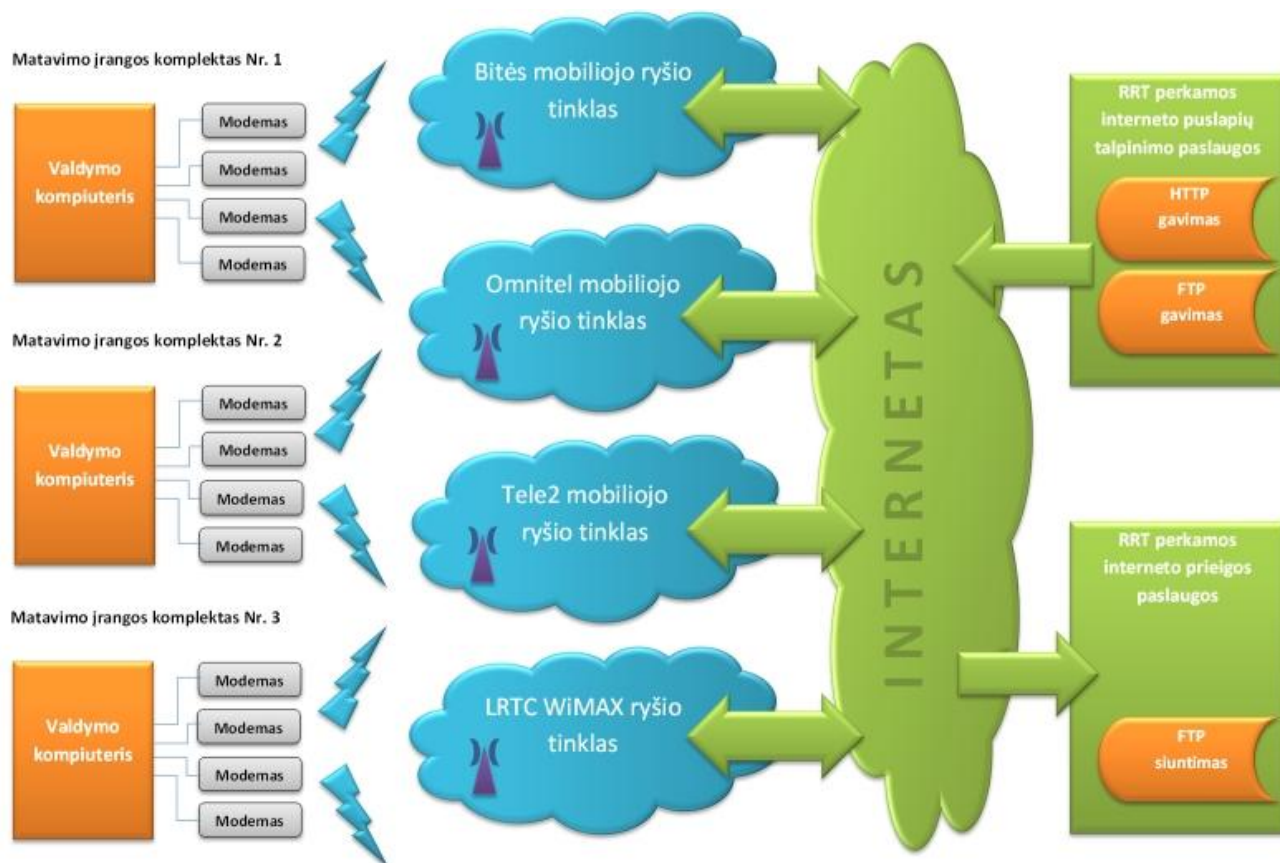 Matavimo įrangos komplektas Nr. 1
Valdymo
kompiuteris
Modemas
Modemas
Modemas
Modemas
Matavimo įrangos komplektas Nr. 2
Valdymo
kompiuteris
Modemas
Modemas
Modemas
Modemas
Matavimo įrangos komplektas Nr. 3
Valdymo
kompiuteris
Modemas
Modemas
Modemas
Modemas
Bitės mobiliojo ryšio
tinklas
Omnitel mobiliojo
ryšio tinklas
Tele2 mobiliojo
ryšio tinklas
LRTC WiMAX ryšio
tinklas
INTERNETAS
RRT perkamos
interneto puslapių
talpinimo paslaugos
HTTP
gavimas
FTP
gavimas
RRT perkamos
interneto prieigos
paslaugos
FTP
siuntimas